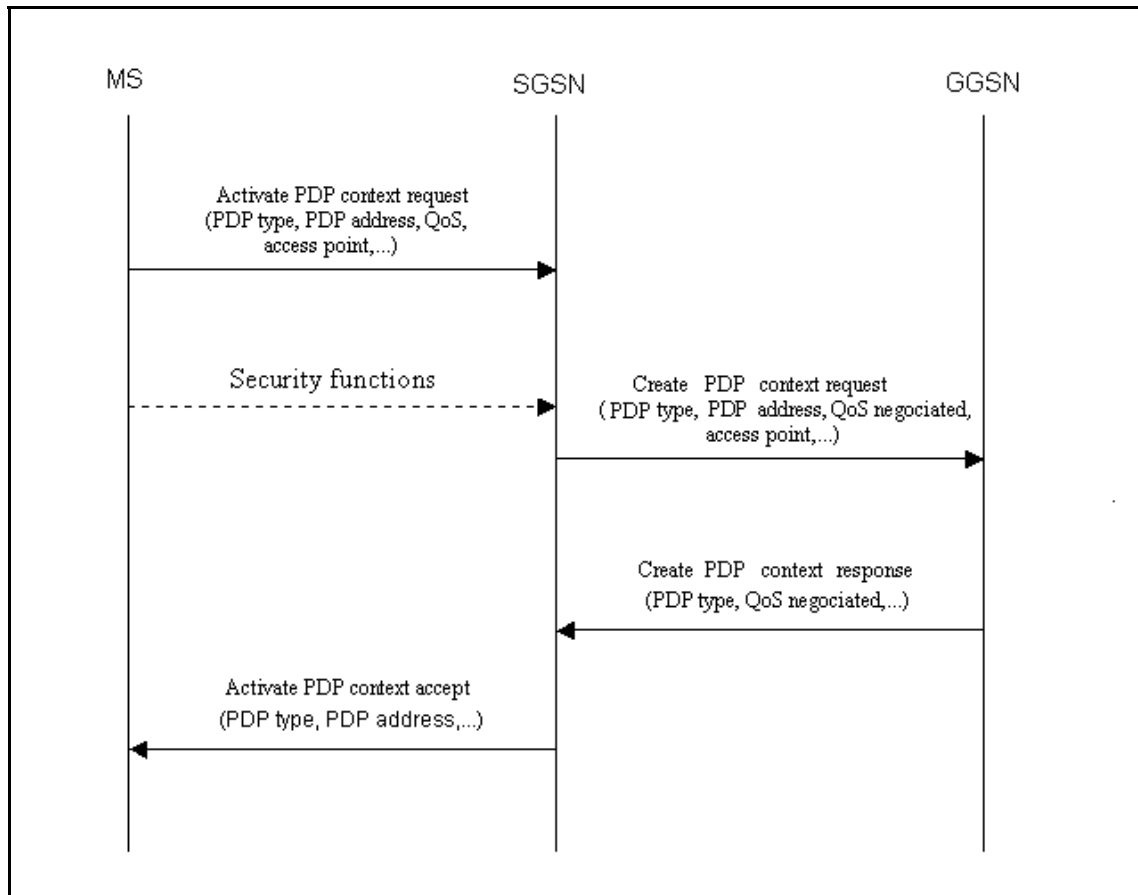 MS
SGSN
GGSN
Activate PDP context request
(PDP type, PDP address, QoS,
access point,...)
Security functions
Create PDP context request
( PDP type, PDP address, QoS negociated,
access point,...)
Create PDP context response
(PDP type, QoS negociated,...)
Activate PDP context accept
(PDP type, PDP address,...)